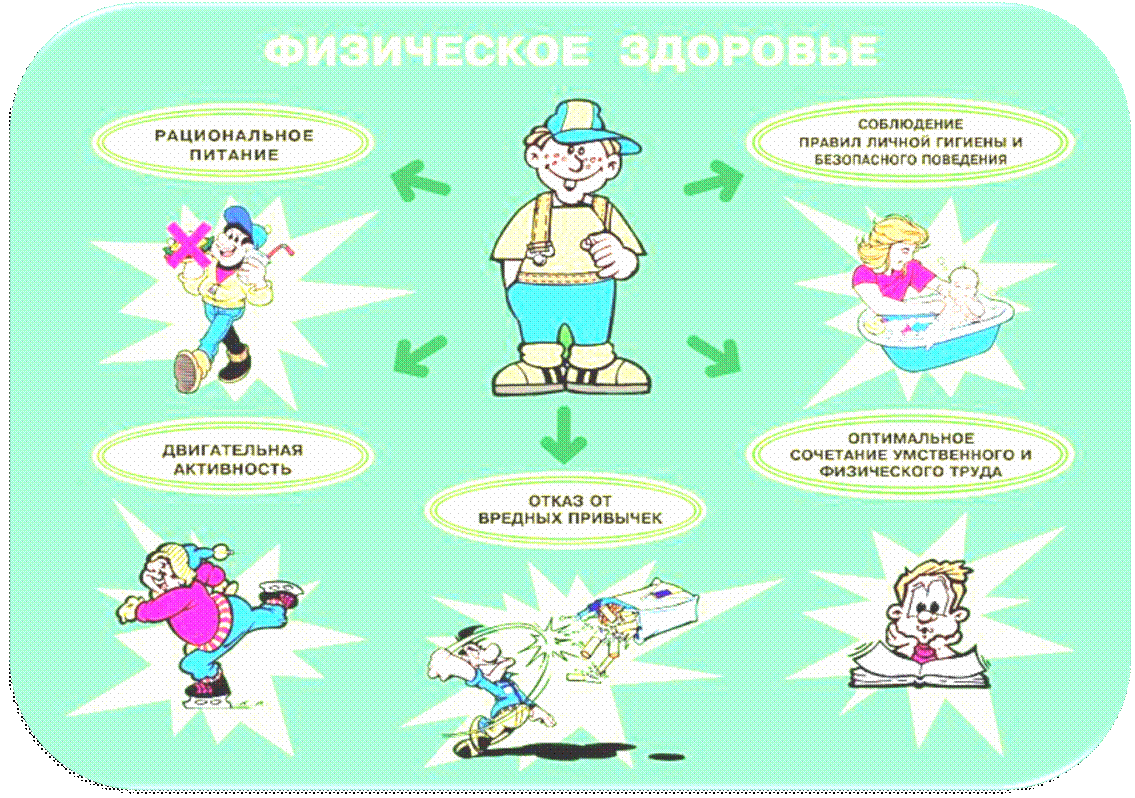 ФИЗИЧЕСКОЕ ЗДОРОВЬЕ
РАЦИОНАЛЬНОЕ
ПИТАНИЕ
СОБЛЮДЕНИЕ
ПРАВИЛ ЛИЧНОЙ ГИГИЕНЫ И
БЕЗОПАСНОГО ПОВЕДЕНИЯ
ДВИГАТЕЛЬНАЯ
АКТИВНОСТЬ
ОТКАЗ ОТ
ВРЕДНЫХ ПРИВЫЧЕК
ОПТИМАЛЬНОЕ
СОЧЕТАНИЕ УМСТВЕННОГО И
ФИЗИЧЕСКОГО ТРУДА